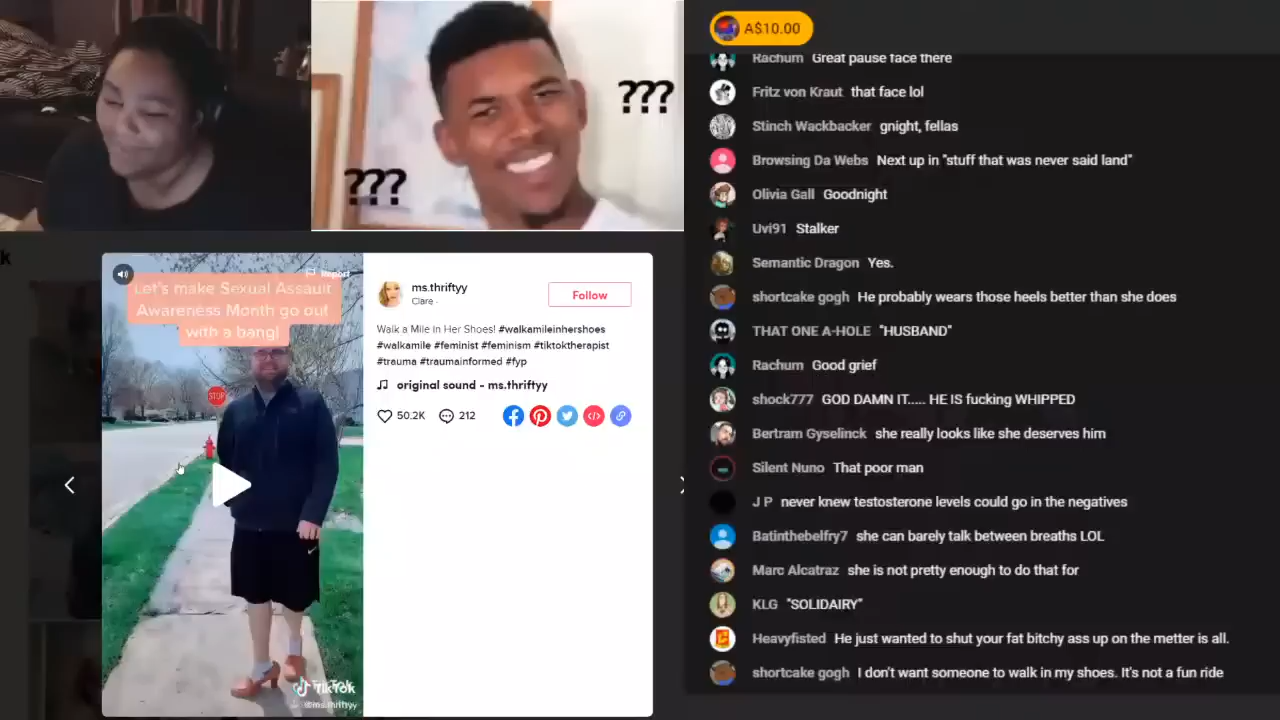 ???
???
k
Report
Let's make Sexual Assault
Awareness Month go out
with a bang!
STOP
TikTok
@ms.thriftyy
ms.thriftyy
Clare ·
Follow
Walk a Mile in Her Shoes! #walkamileinhershoes
#walkamile #feminist #feminism #tiktoktherapist
#trauma #traumainformed #fyp
original sound - ms.thriftyy
50.2K
212
A$10.00
Rachum Great pause face there
Fritz von Kraut that face lol
Stinch Wackbacker gnight, fellas
Browsing Da Webs Next up in "stuff that was never said land"
Olivia Gall Goodnight
Uvi91 Stalker
Semantic Dragon Yes.
shortcake gogh He probably wears those heels better than she does
THAT ONE A-HOLE "HUSBAND"
Rachum Good grief
shock777 GOD DAMN IT..... HE IS fucking WHIPPED
Bertram Gyselinck she really looks like she deserves him
Silent Nuno That poor man
J P never knew testosterone levels could go in the negatives
Batinthebelfry7 she can barely talk between breaths LOL
Marc Alcatraz she is not pretty enough to do that for
KLG "SOLIDAIRY"
Heavyfisted He just wanted to shut your fat bitchy ass up on the metter is all.
shortcake gogh I don't want someone to walk in my shoes. It's not a fun ride